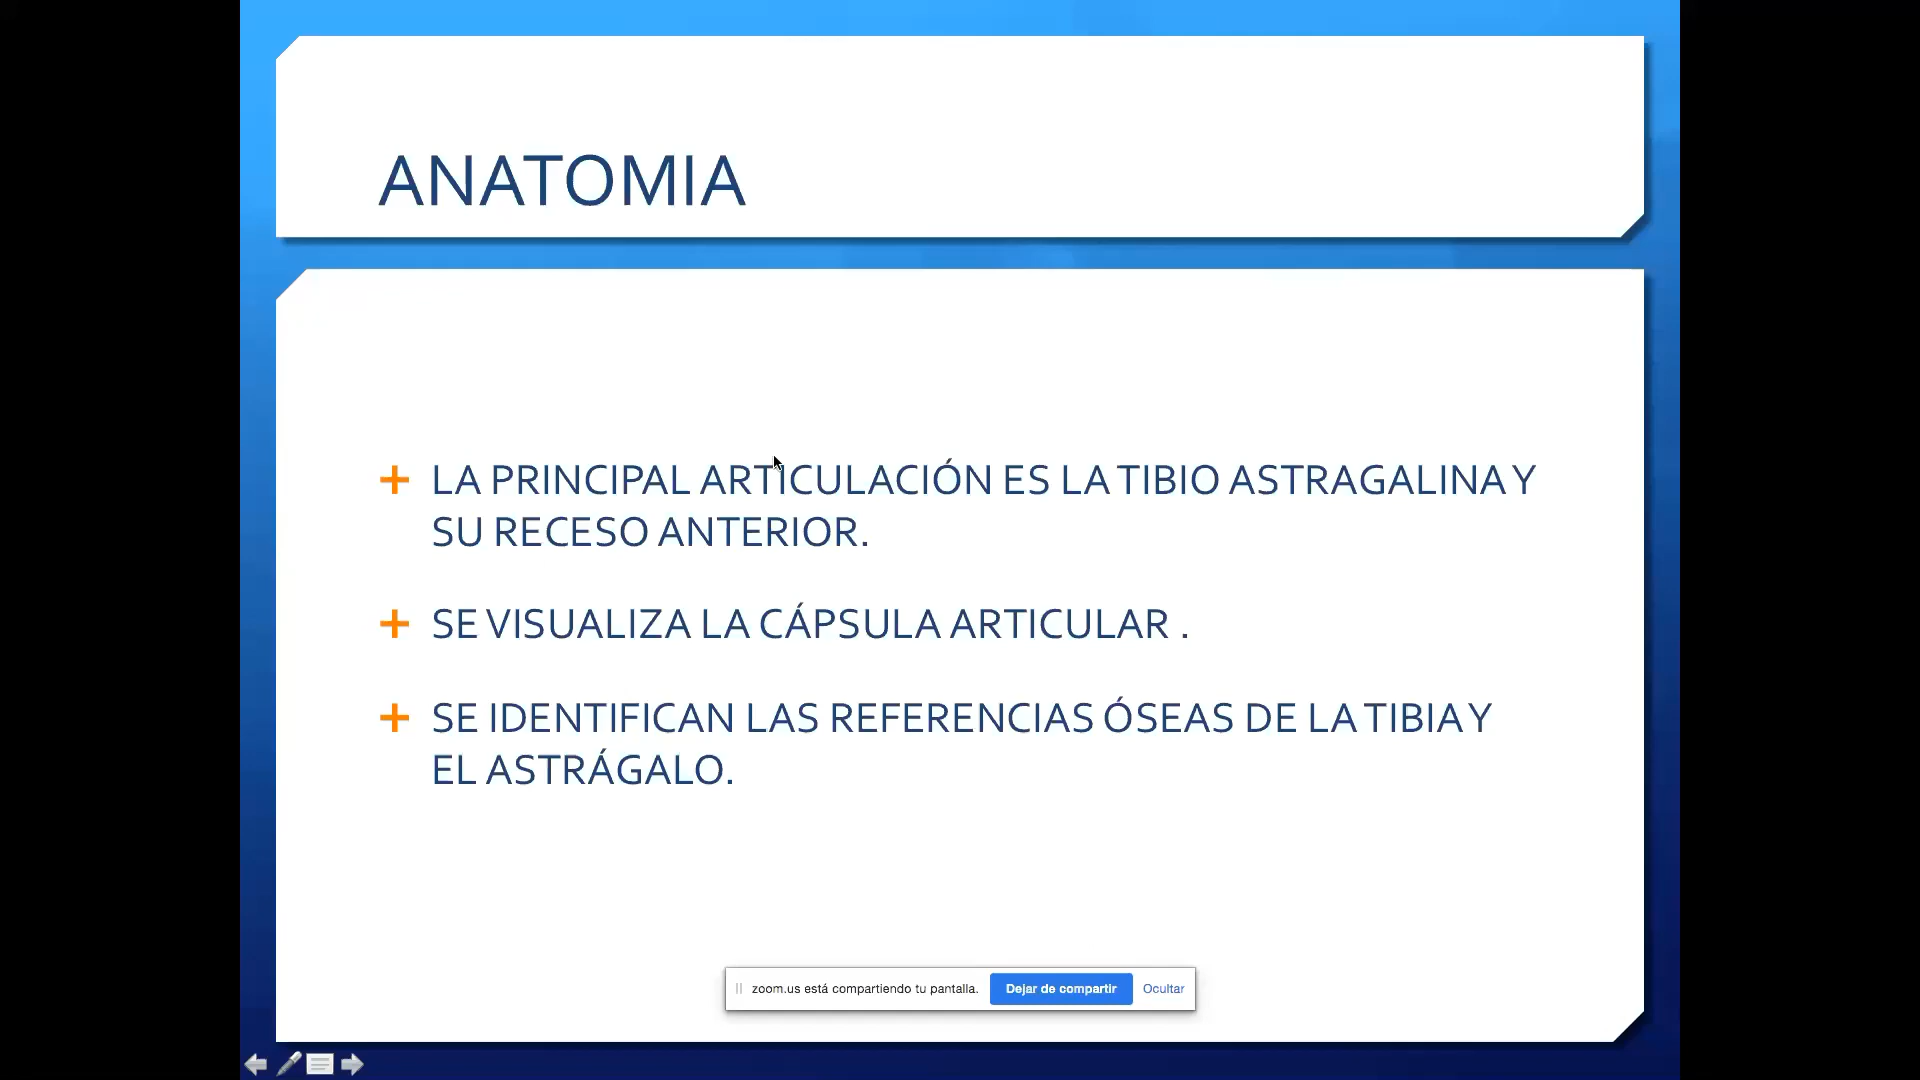 ANATOMIA
LA PRINCIPAL ARTICULACIÓN ES LA TIBIO ASTRAGALINA Y
SU RECESO ANTERIOR.
SE VISUALIZA LA CÁPSULA ARTICULAR .
SE IDENTIFICAN LAS REFERENCIAS ÓSEAS DE LA TIBIA Y
EL ASTRÁGALO.
zoom.us está compartiendo tu pantalla. Dejar de compartir Ocultar